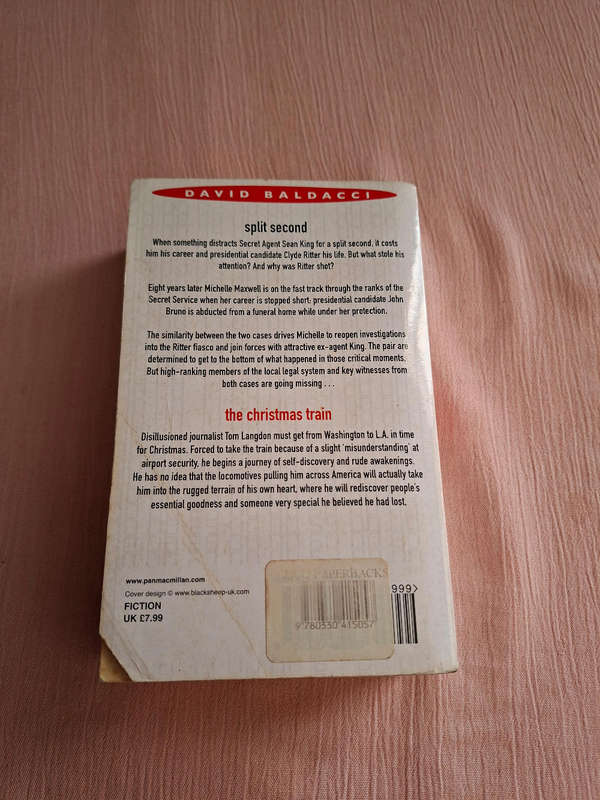 DAVID BALDACCI
split second
When something distracts Secret Agent Sean King for a split second, it costs
him his career and presidential candidate Clyde Ritter his life. But what stole his
attention? And why was Ritter shot?
Eight years later Michelle Maxwell is on the fast track through the ranks of the
Secret Service when her career is stopped short: presidential candidate John
Bruno is abducted from a funeral home while under her protection.
The similarity between the two cases drives Michelle to reopen investigations
into the Ritter fiasco and join forces with attractive ex-agent King. The pair are
determined to get to the bottom of what happened in those critical moments.
But high-ranking members of the local legal system and key witnesses from
both cases are going missing . . .
the christmas train
Disillusioned journalist Tom Langdon must get from Washington to L.A. in time
for Christmas. Forced to take the train because of a slight 'misunderstanding' at
airport security, he begins a journey of self-discovery and rude awakenings.
He has no idea that the locomotives pulling him across America will actually take
him into the rugged terrain of his own heart, where he will rediscover people's
essential goodness and someone very special he believed he had lost.
www.panmacmillan.com
Cover design © www.blacksheep-uk.com
FICTION
UK £7.99
PAPERBACKS
999>
9 780330 415057